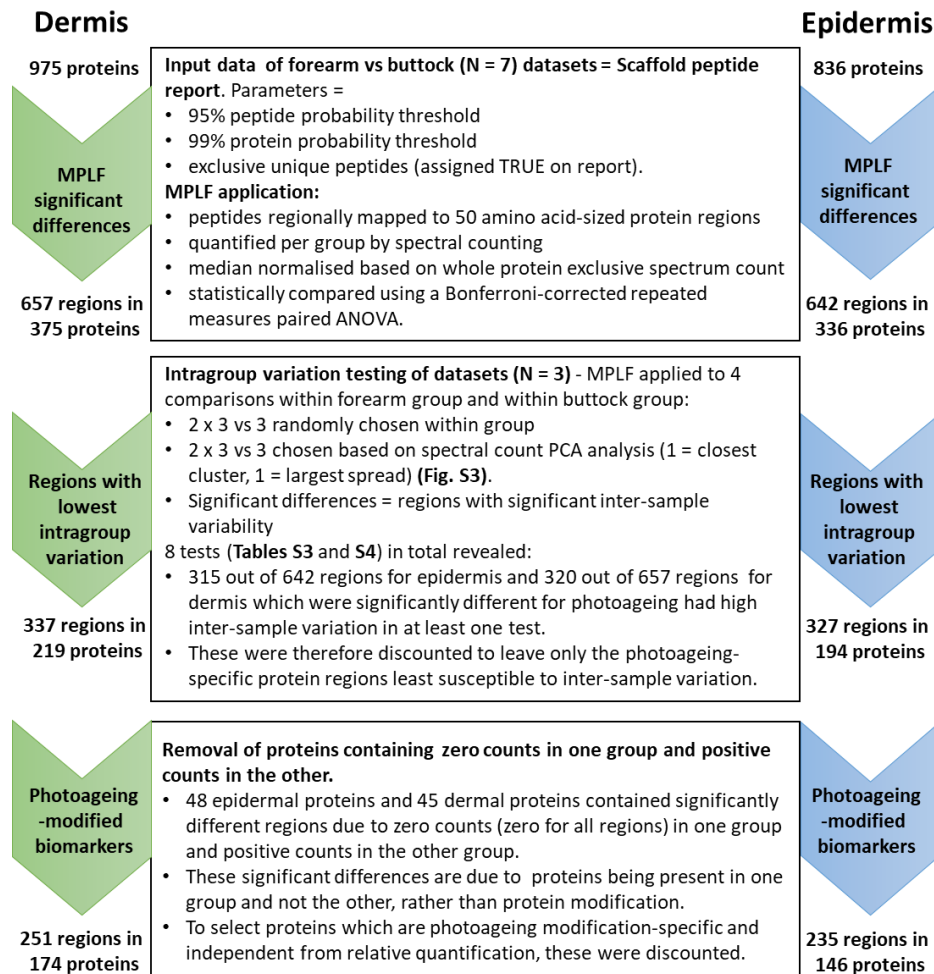 Dermis
Epidermis
975 proteins
836 proteins
Input data of forearm vs buttock (N = 7) datasets = Scaffold peptide
report. Parameters =
• 95% peptide probability threshold
• 99% protein probability threshold
• exclusive unique peptides (assigned TRUE on report).
MPLF application:
• peptides regionally mapped to 50 amino acid-sized protein regions
• quantified per group by spectral counting
• median normalised based on whole protein exclusive spectrum count
• statistically compared using a Bonferroni-corrected repeated
measures paired ANOVA.
MPLF
significant
differences
MPLF
significant
differences
657 regions in
375 proteins
642 regions in
336 proteins
Intragroup variation testing of datasets (N = 3) - MPLF applied to 4
comparisons within forearm group and within buttock group:
• 2 x 3 vs 3 randomly chosen within group
• 2 x 3 vs 3 chosen based on spectral count PCA analysis (1 = closest
cluster, 1 = largest spread) (Fig. S3).
• Significant differences = regions with significant inter-sample
variability
8 tests (Tables S3 and S4) in total revealed:
• 315 out of 642 regions for epidermis and 320 out of 657 regions for
dermis which were significantly different for photoageing had high
inter-sample variation in at least one test.
• These were therefore discounted to leave only the photoageing-
specific protein regions least susceptible to inter-sample variation.
Regions with
lowest
intragroup
variation
Regions with
lowest
intragroup
variation
337 regions in
219 proteins
327 regions in
194 proteins
Removal of proteins containing zero counts in one group and positive
counts in the other.
• 48 epidermal proteins and 45 dermal proteins contained significantly
different regions due to zero counts (zero for all regions) in one group
and positive counts in the other group.
• These significant differences are due to proteins being present in one
group and not the other, rather than protein modification.
• To select proteins which are photoageing modification-specific and
independent from relative quantification, these were discounted.
Photoageing
-modified
biomarkers
Photoageing
-modified
biomarkers
251 regions in
174 proteins
235 regions in
146 proteins